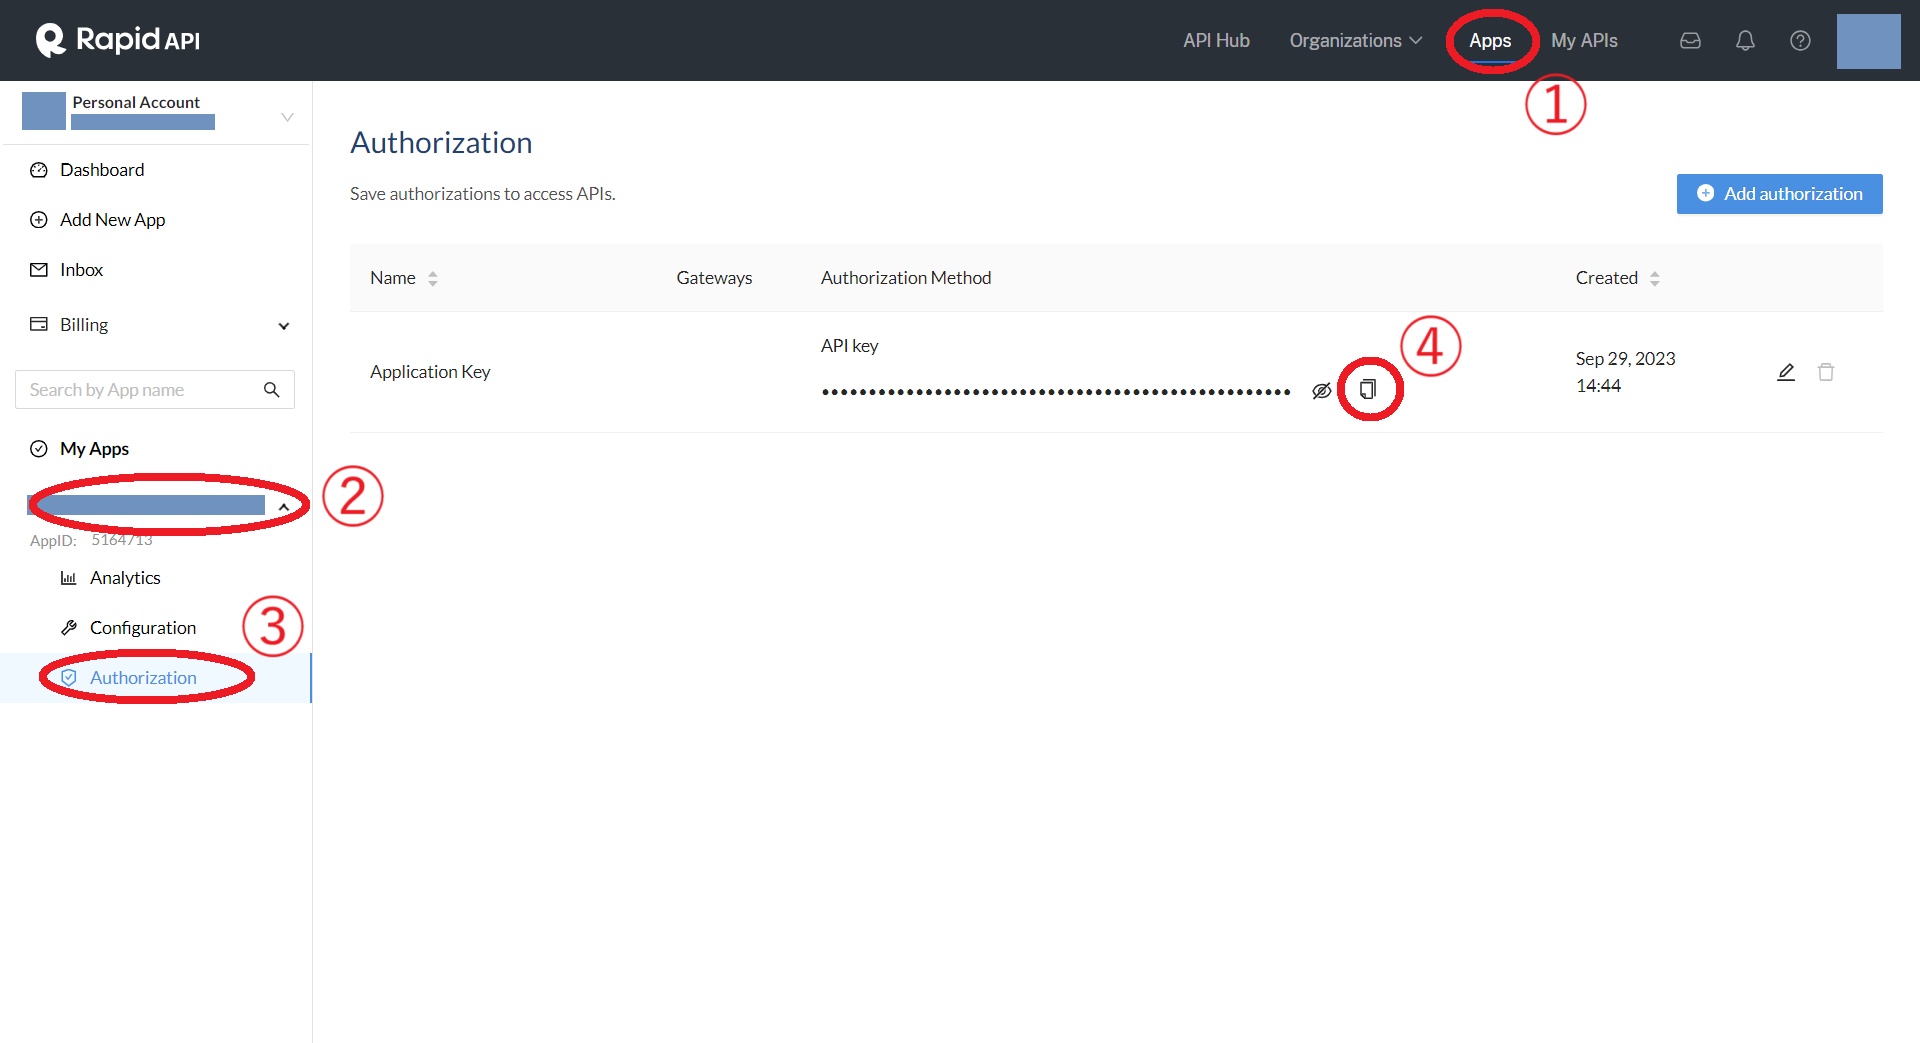 Rapid API
API Hub
Organizations
Apps
My APIs
①
Personal Account
Dashboard
Add New App
Inbox
Billing
Search by App name
My Apps
②
AppID: 5164713
Analytics
Configuration
③
Authorization
Authorization
Save authorizations to access APIs.
Add authorization
Name
Gateways
Authorization Method
Created
Application Key
API key
••••••••••••••••••••••••••••••••••••••••••••••••••
④
Sep 29, 2023
14:44